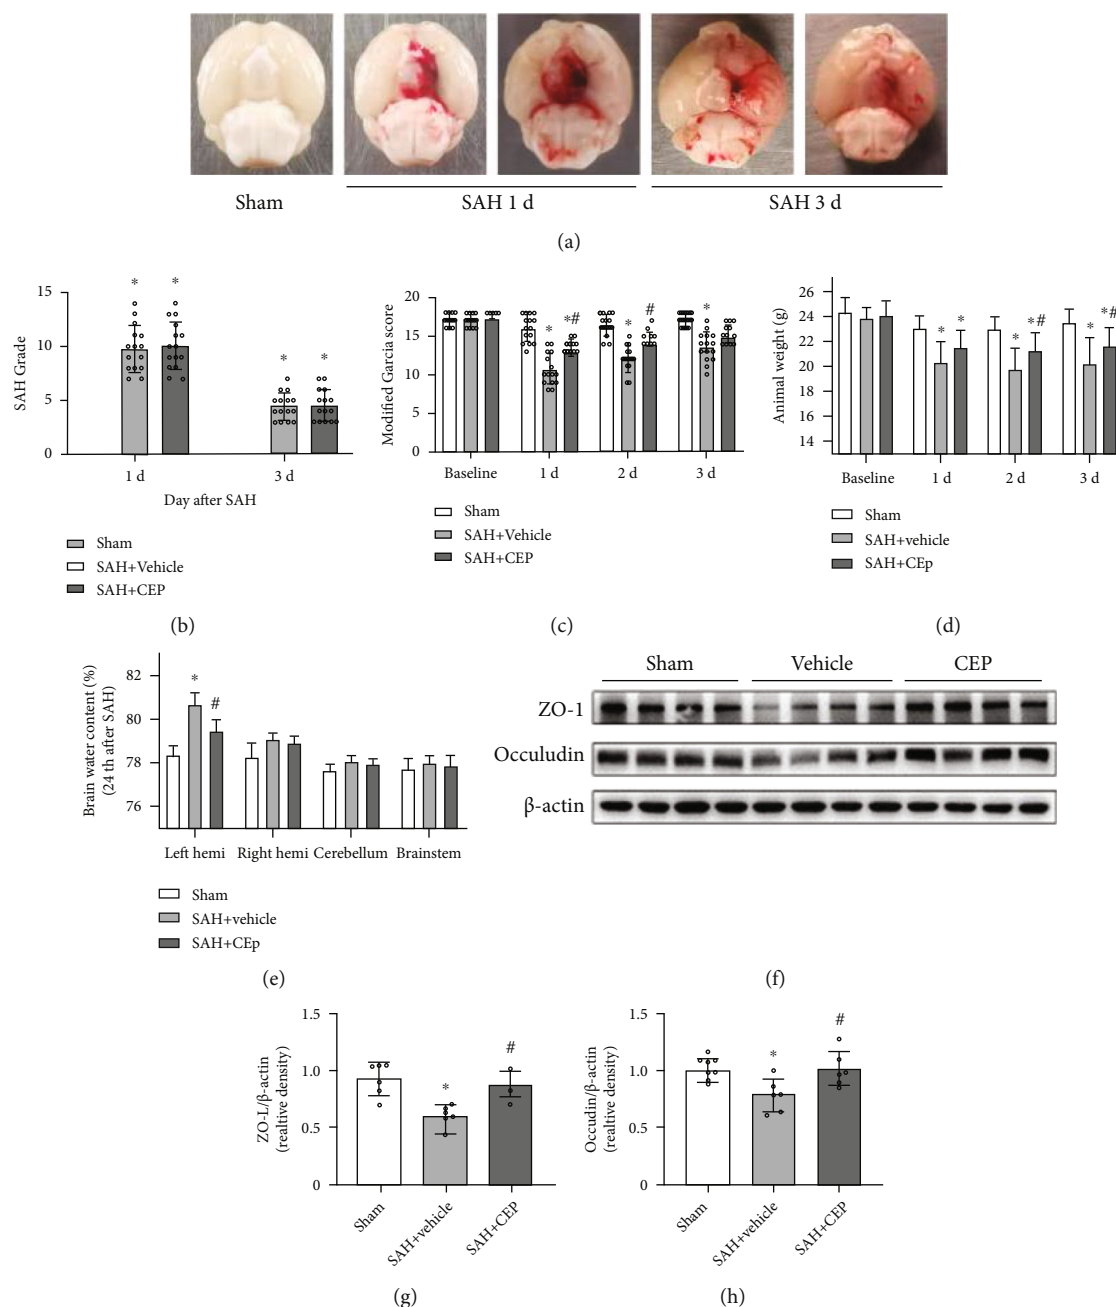 Sham
SAH 1 d
SAH 3 d
(a)
SAH Grade
15
10
5
0
*
*
*
*
1 d
3 d
Day after SAH
Sham
SAH+Vehicle
SAH+CEP
(b)
Modified Garcia score
20
15
10
5
0
*
*#
*
#
*
Baseline
1 d
2 d
3 d
Sham
SAH+Vehicle
SAH+CEP
(c)
Animal weight (g)
24
22
20
18
16
14
*
*
*
*#
*
*#
Baseline
1 d
2 d
3 d
Sham
SAH+vehicle
SAH+CEp
(d)
Brain water content (%)
(24 th after SAH)
82
80
78
76
*
#
Left hemi
Right hemi
Cerebellum
Brainstem
Sham
SAH+vehicle
SAH+CEp
(e)
Sham
Vehicle
CEP
ZO-1
Occuludin
β-actin
(f)
ZO-L/β-actin
(realtive density)
1.5
1.0
0.5
0
*
#
Sham
SAH+vehicle
SAH+CEP
(g)
Occudin/β-actin
(realtive density)
1.5
1.0
0.5
0
*
#
Sham
SAH+vehicle
SAH+CEP
(h)